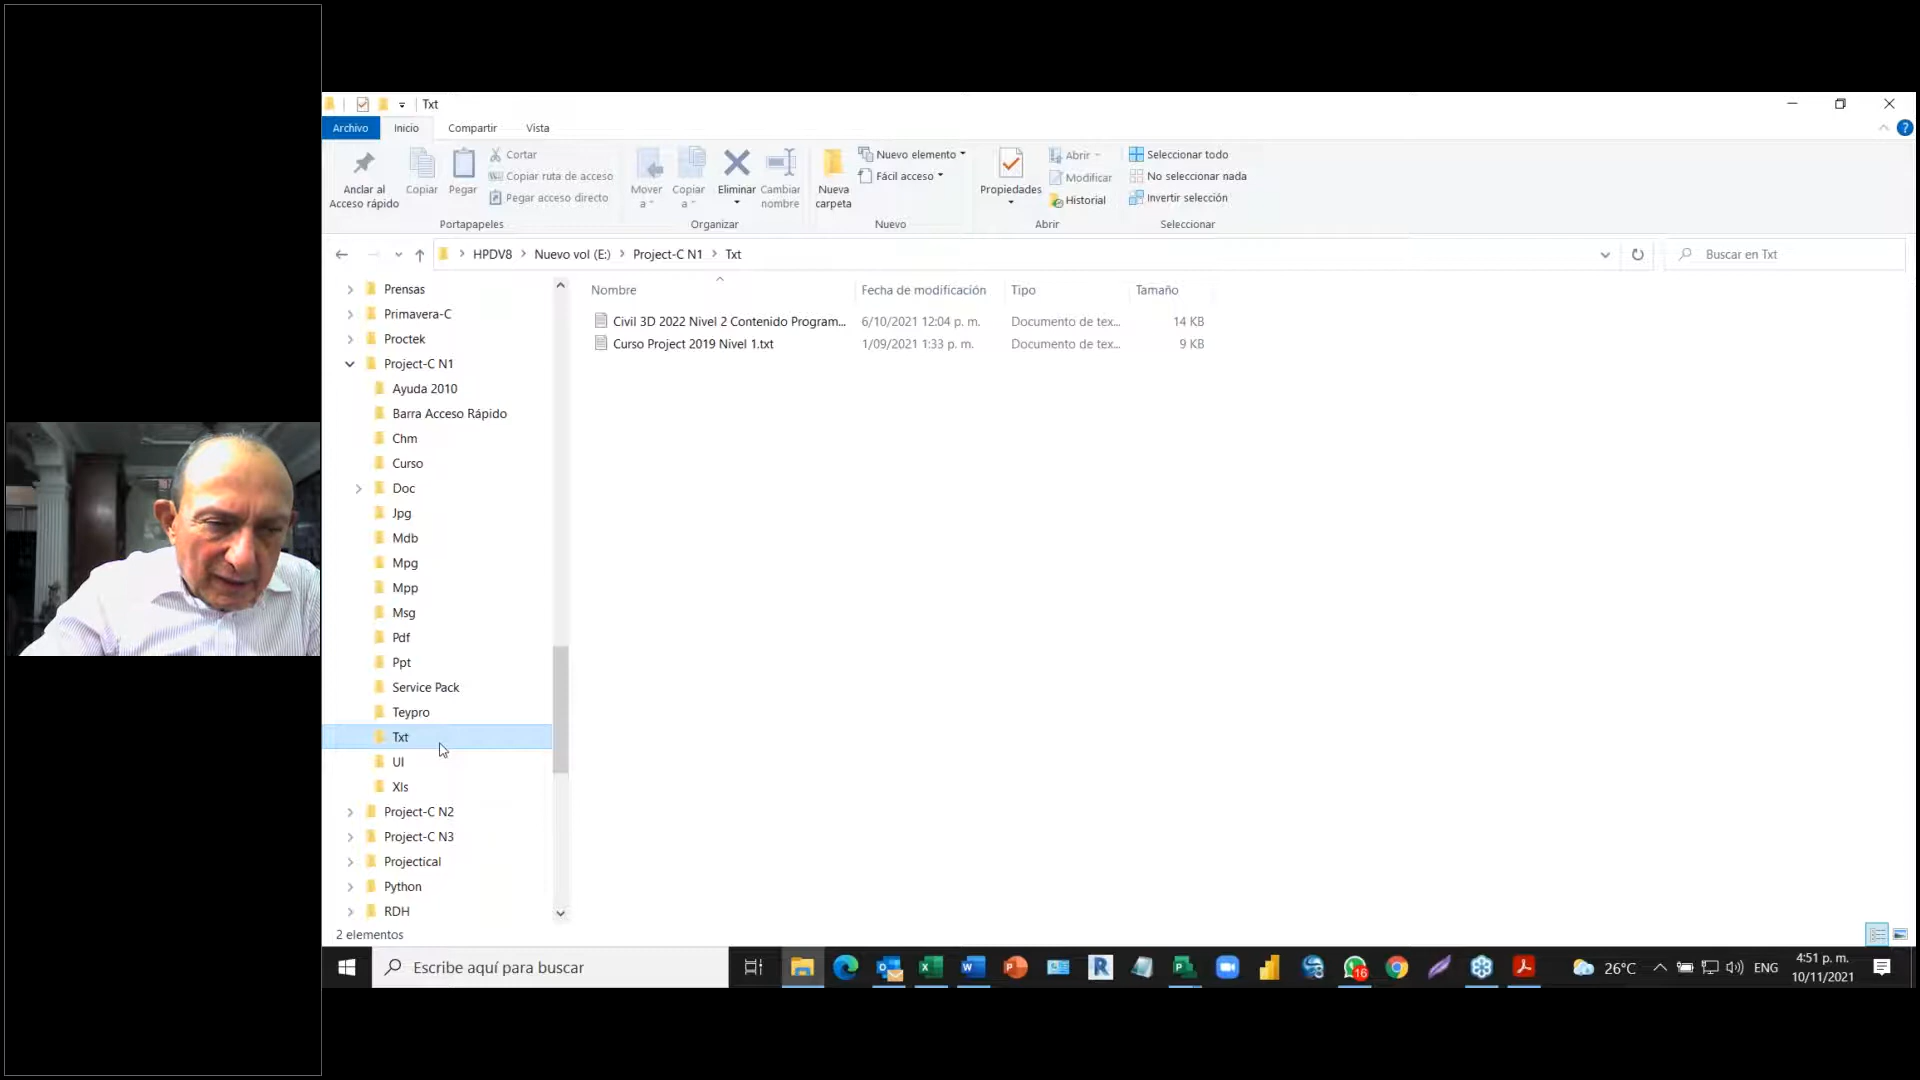 Txt
Archivo Inicio Compartir Vista
Anclar al Acceso rápido
Copiar
Pegar
Cortar
Copiar ruta de acceso
Pegar acceso directo
Portapapeles
Mover a
Copiar a
Eliminar
Cambiar nombre
Organizar
Nueva carpeta
Nuevo elemento
Fácil acceso
Nuevo
Propiedades
Abrir
Modificar
Historial
Abrir
Seleccionar todo
No seleccionar nada
Invertir selección
Seleccionar
HPDV8 > Nuevo vol (E:) > Project-C N1 > Txt
Buscar en Txt
Prensas
Primavera-C
Proctek
Project-C N1
Ayuda 2010
Barra Acceso Rápido
Chm
Curso
Doc
Jpg
Mdb
Mpg
Mpp
Msg
Pdf
Ppt
Service Pack
Teypro
Txt
UI
Xls
Project-C N2
Project-C N3
Projectical
Python
RDH
Nombre Fecha de modificación Tipo Tamaño
Civil 3D 2022 Nivel 2 Contenido Program... 6/10/2021 12:04 p. m. Documento de tex... 14 KB
Curso Project 2019 Nivel 1.txt 1/09/2021 1:33 p. m. Documento de tex... 9 KB
2 elementos
Escribe aquí para buscar
16
26°C
ENG
4:51 p. m.
10/11/2021